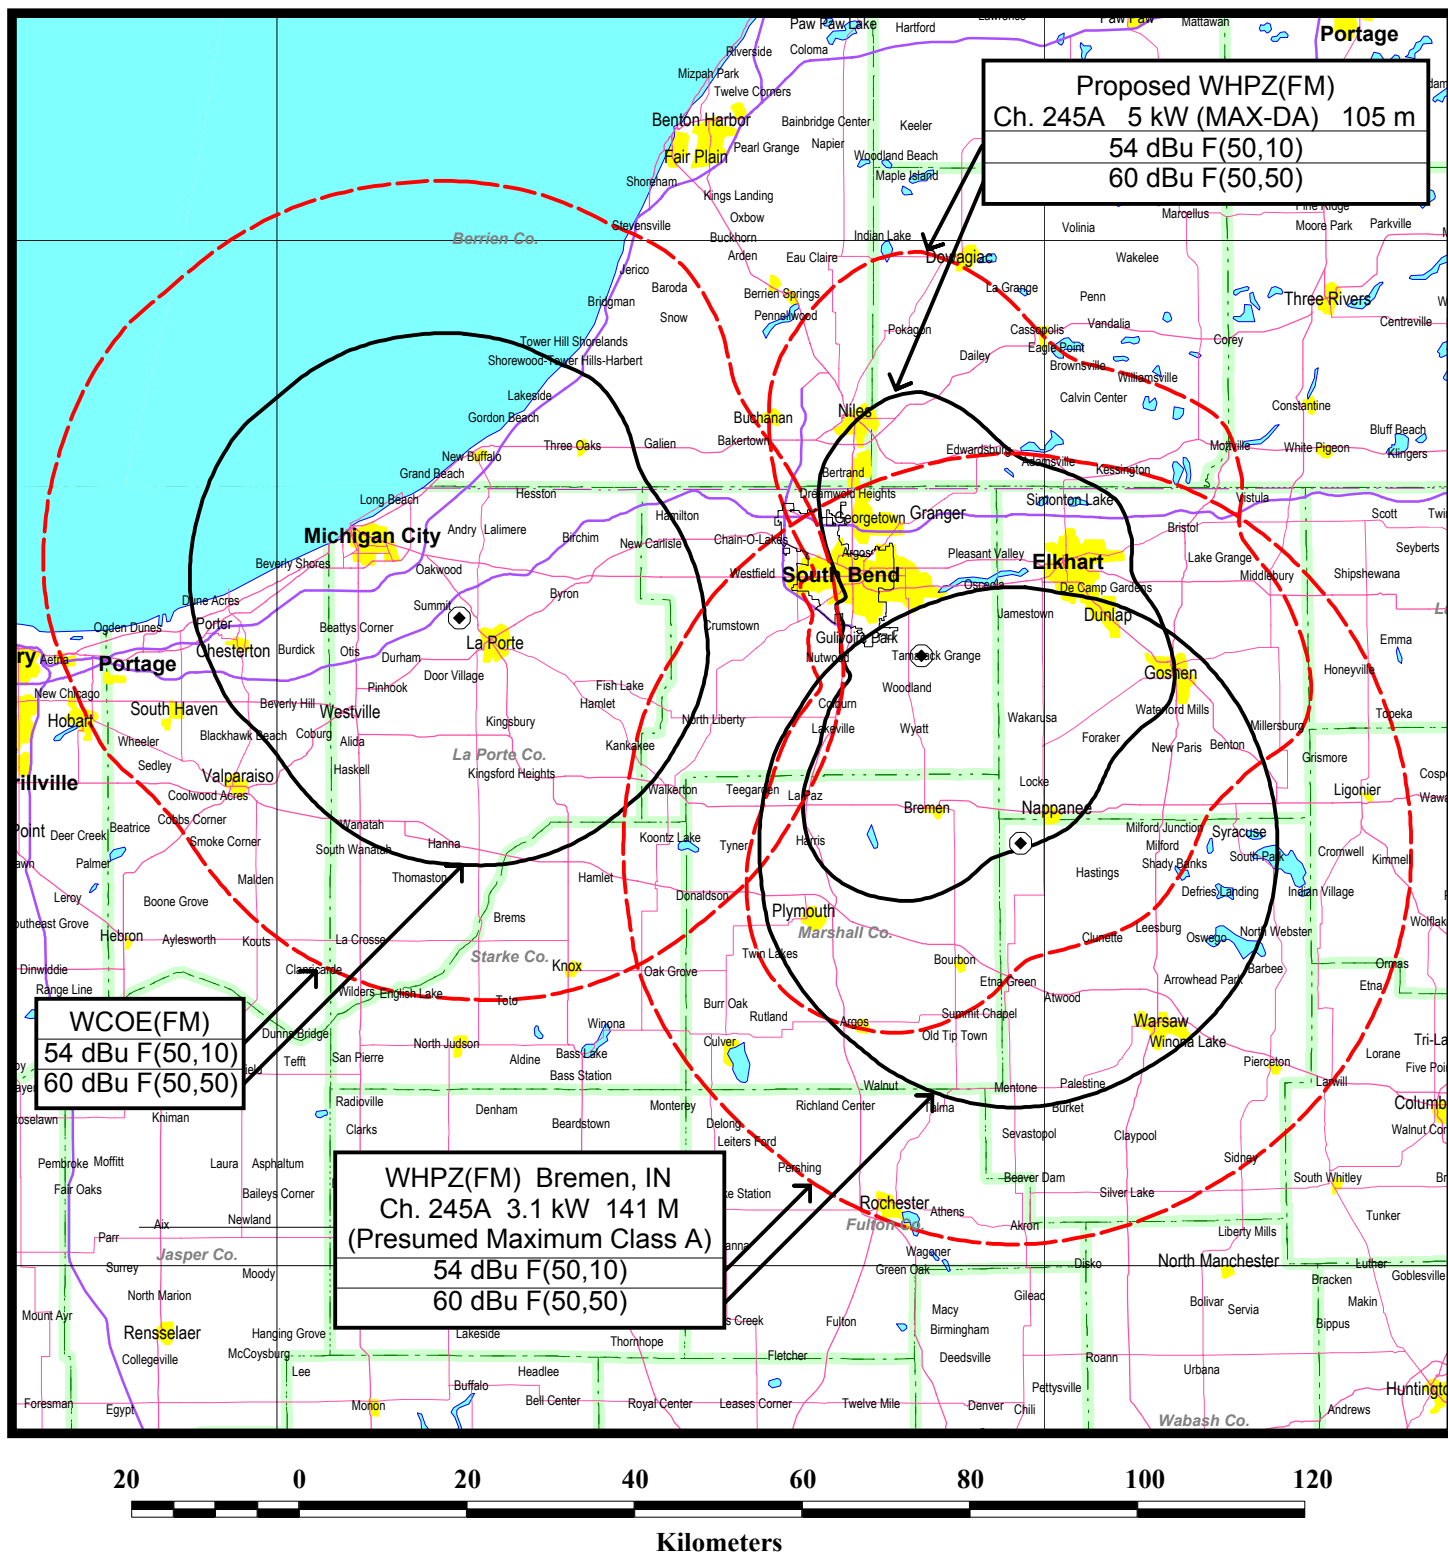 Paw Paw Lake
Hartford
Lawrence
Paw Paw
Mattawan
Portage
Riverside
Coloma
Mizpah Park
Twelve Corners
Benton Harbor
Bainbridge Center
Keeler
Fair Plain
Pearl Grange
Napier
Woodland Beach
Maple Island
Shoreham
Kings Landing
Proposed WHPZ(FM)
Ch. 245A 5 kW (MAX-DA) 105 m
54 dBu F(50,10)
60 dBu F(50,50)
Marcellus
Pine Ridge
Moore Park
Parkville
Oxbow
Stevensville
Buckhorn
Indian Lake
Volinia
Berrien Co.
Arden
Eau Claire
Dowagiac
Wakelee
Jerico
Baroda
Berrien Springs
La Grange
Penn
Three Rivers
Bridgman
Snow
Pennellwood
Pokagon
Cassopolis
Vandalia
Centreville
Tower Hill Shorelands
Eagle Point
Corey
Shorewood-Tower Hills-Harbert
Dailey
Brownsville
Williamsville
Lakeside
Calvin Center
Constantine
Gordon Beach
Buchanan
Niles
Bluff Beach
Three Oaks
Galien
Bakertown
Edwardsburg
Mottville
White Pigeon
Klingers
New Buffalo
Adamsville
Kessington
Grand Beach
Bertrand
Long Beach
Hesston
Dreamwold Heights
Simonton Lake
Vistula
Hamilton
Georgetown
Granger
Scott
Michigan City
Andry
Lalimere
Birchim
New Carlisle
Chain-O-Lakes
Bristol
Beverly Shores
Argos
Pleasant Valley
Elkhart
Lake Grange
Seyberts
Oakwood
Westfield
South Bend
Osceola
De Camp Gardens
Middlebury
Shipshewana
Byron
Dune Acres
Summit
Jamestown
Dunlap
Ogden Dunes
Porter
Beattys Corner
Crumstown
Gulivoire Park
Emma
Aetna
Chesterton
Burdick
Otis
Durham
La Porte
Nutwood
Tamarack Grange
Honeyville
Portage
Door Village
Goshen
New Chicago
Pinhook
Fish Lake
Woodland
South Haven
Beverly Hill
Hamlet
Coburn
Waterford Mills
Hobart
Westville
Kingsbury
North Liberty
Wakarusa
Millersburg
Topeka
Blackhawk Beach
Coburg
Alida
Lakeville
Wyatt
Foraker
New Paris
Benton
Wheeler
Sedley
La Porte Co.
Kankakee
Grismore
Valparaiso
Haskell
Kingsford Heights
Walkerton
Teegarden
Locke
Ligonier
Coolwood Acres
La Paz
Bremen
Nappanee
Cobbs Corner
Wanatah
Deer Creek
Beatrice
Smoke Corner
Hanna
Koontz Lake
Tyner
Harris
Milford Junction
Syracuse
South Wanatah
Milford
Cromwell
Palmer
Malden
Thomaston
Hamlet
Shady Banks
South Park
Kimmell
Leroy
Boone Grove
Donaldson
Hastings
Defries Landing
Indian Village
Brems
Plymouth
Hebron
Aylesworth
Kouts
La Crosse
Marshall Co.
Clunette
Leesburg
Oswego
North Webster
Dinwiddie
Clanricarde
Starke Co.
Knox
Oak Grove
Twin Lakes
Bourbon
Barbee
Ormas
Range Line
Wilders
English Lake
Toto
Burr Oak
Etna Green
Arrowhead Park
Etna
WCOE(FM)
54 dBu F(50,10)
60 dBu F(50,50)
Dunns Bridge
Winona
Rutland
Argos
Summit Chapel
Atwood
Warsaw
Tefft
San Pierre
North Judson
Aldine
Bass Lake
Culver
Old Tip Town
Winona Lake
Pierceton
Lorane
Bass Station
Walnut
Mentone
Palestine
Larwill
Radioville
Denham
Monterey
Richland Center
Talma
Burket
Kniman
Clarks
Beardstown
Delong
Sevastopol
Claypool
Leiters Ford
Pembroke
Moffitt
Laura
Asphaltum
Pershing
Sidney
Fair Oaks
Baileys Corner
Beaver Dam
Silver Lake
South Whitley
WHPZ(FM) Bremen, IN
Ch. 245A 3.1 kW 141 M
(Presumed Maximum Class A)
54 dBu F(50,10)
60 dBu F(50,50)
Rochester
Athens
Aix
Newland
Fulton Co.
Akron
Liberty Mills
Tunker
Parr
Jasper Co.
Wagoner
Surrey
Moody
Green Oak
Disko
North Manchester
Luther
Bracken
Goblesville
North Marion
Gilead
Bolivar
Servia
Makin
Mount Ayr
Macy
Bippus
Rensselaer
Hanging Grove
Lakeside
Thornhope
Fulton
Birmingham
McCoysburg
Collegeville
Fletcher
Deedsville
Roann
Lee
Headlee
Urbana
Buffalo
Pettysville
Foresman
Egypt
Monon
Bell Center
Royal Center
Leases Corner
Twelve Mile
Denver
Chili
Wabash Co.
Andrews
20 0 20 40 60 80 100 120
Kilometers